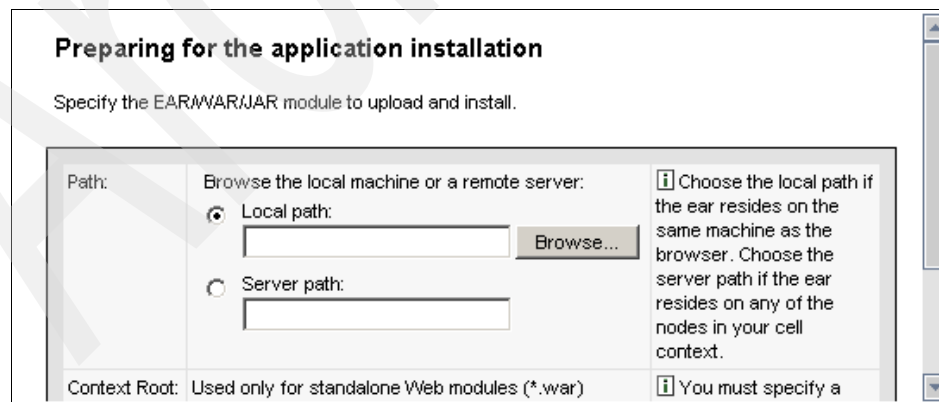 Preparing for the application installation
Specify the EAR/WAR/JAR module to upload and install.
Path:
Browse the local machine or a remote server:
Local path:
Browse...
Server path:
Choose the local path if
the ear resides on the
same machine as the
browser. Choose the
server path if the ear
resides on any of the
nodes in your cell
context.
Context Root:
Used only for standalone Web modules (*.war)
You must specify a